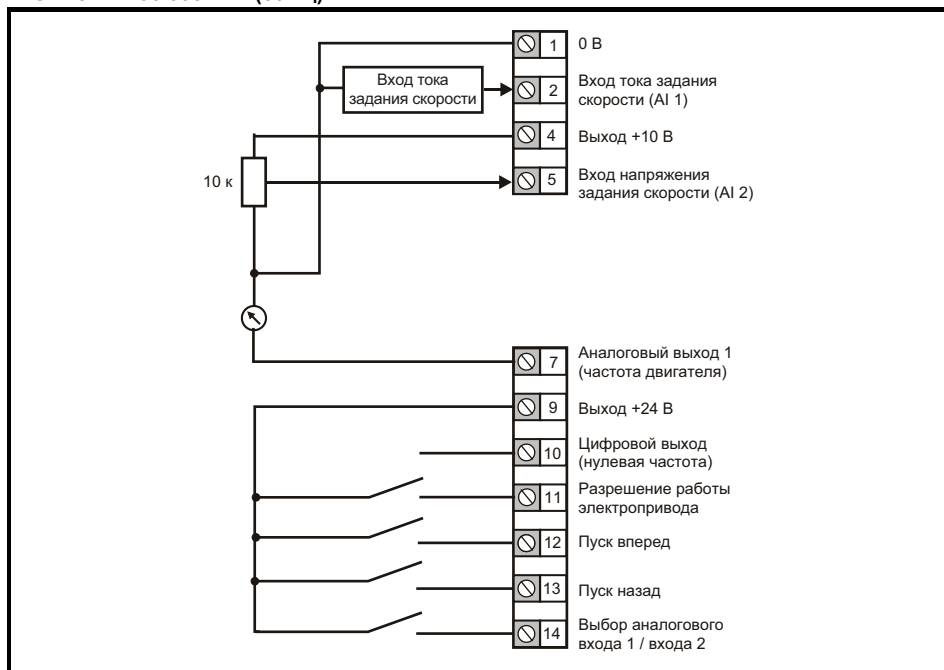 1
0 В
Вход тока
задания скорости
2
Вход тока задания
скорости (AI 1)
4
Выход +10 В
10 к
5
Вход напряжения
задания скорости (AI 2)
7
Аналоговый выход 1
(частота двигателя)
9
Выход +24 В
10
Цифровой выход
(нулевая частота)
11
Разрешение работы
электропривода
12
Пуск вперед
13
Пуск назад
14
Выбор аналогового
входа 1 / входа 2